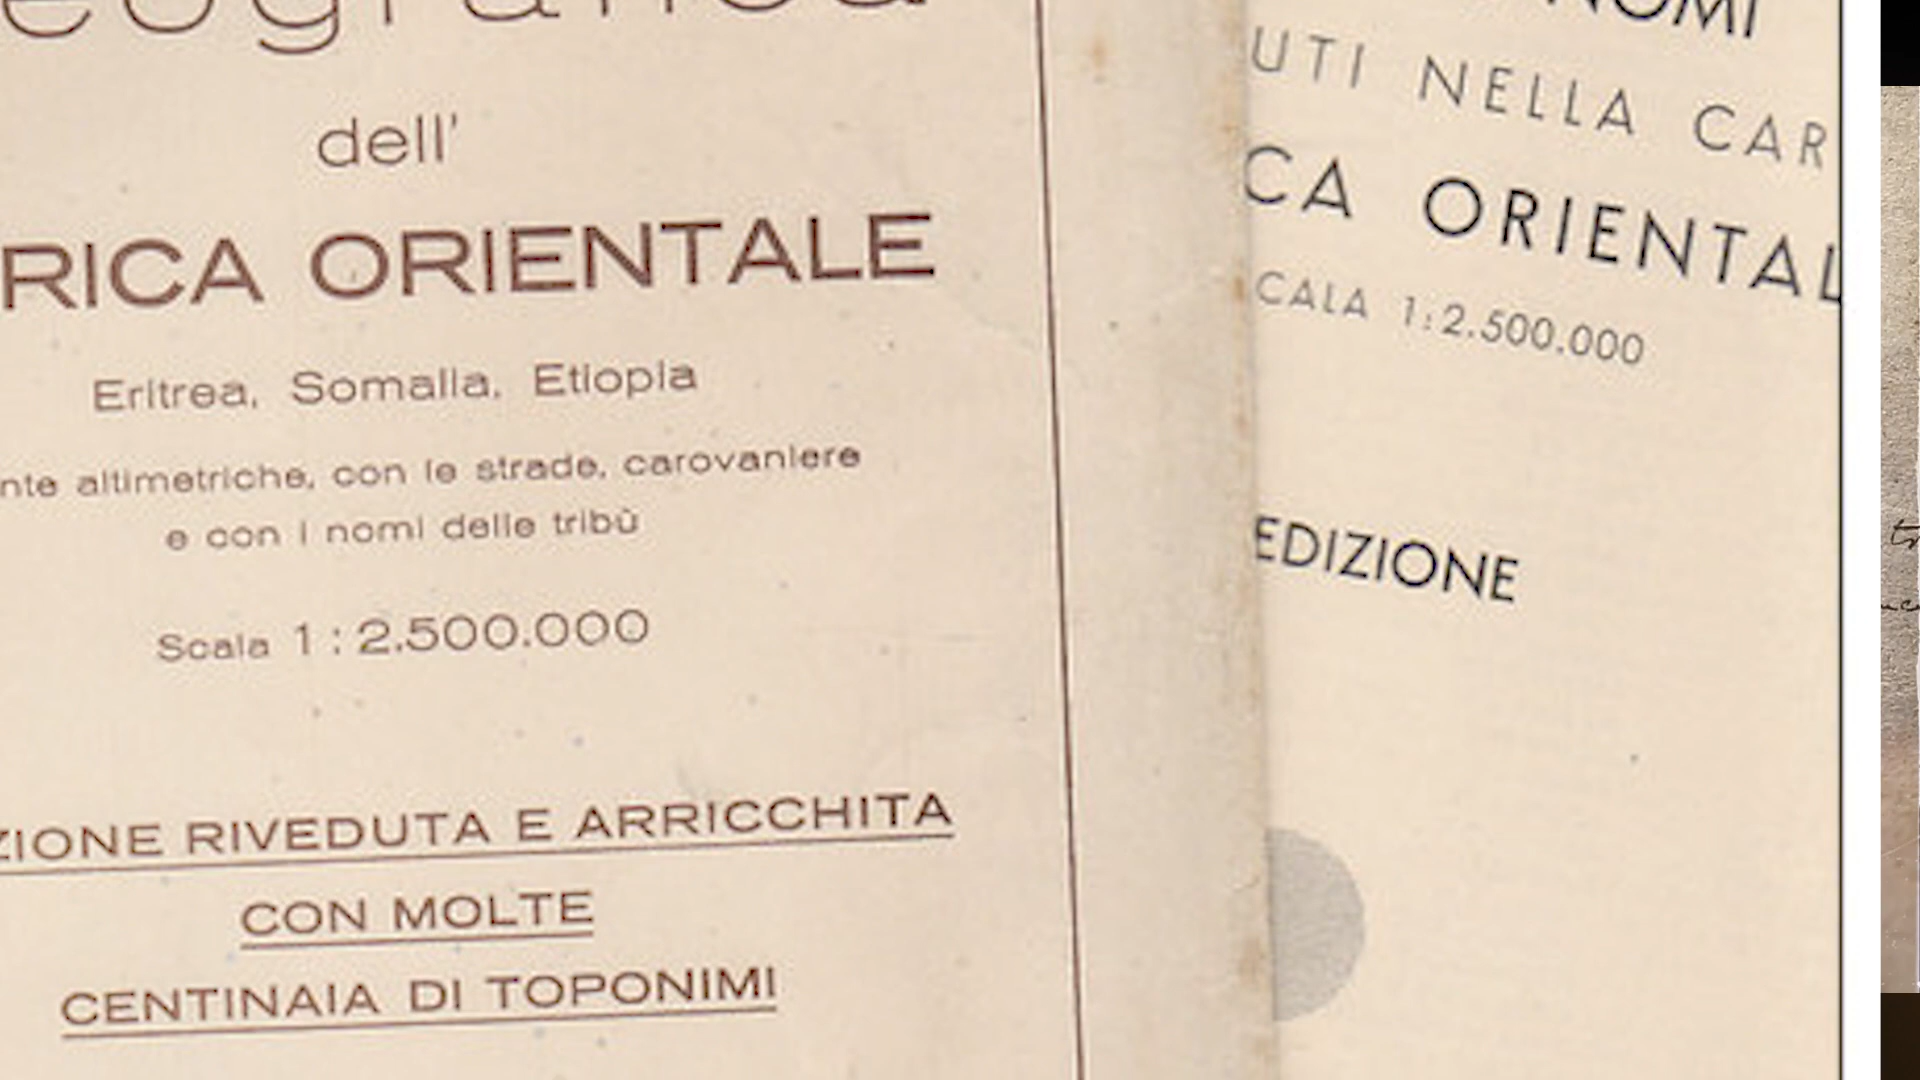 eografica
dell'
RICA ORIENTALE
Eritrea, Somalia, Etiopia
nte altimetriche, con le strade, carovaniere
e con i nomi delle tribù
Scala 1 : 2.500.000
ZIONE RIVEDUTA E ARRICCHITA
CON MOLTE
CENTINAIA DI TOPONIMI
NOMI
UTI NELLA CAR
CA ORIENTAL
CALA 1:2.500.000
EDIZIONE